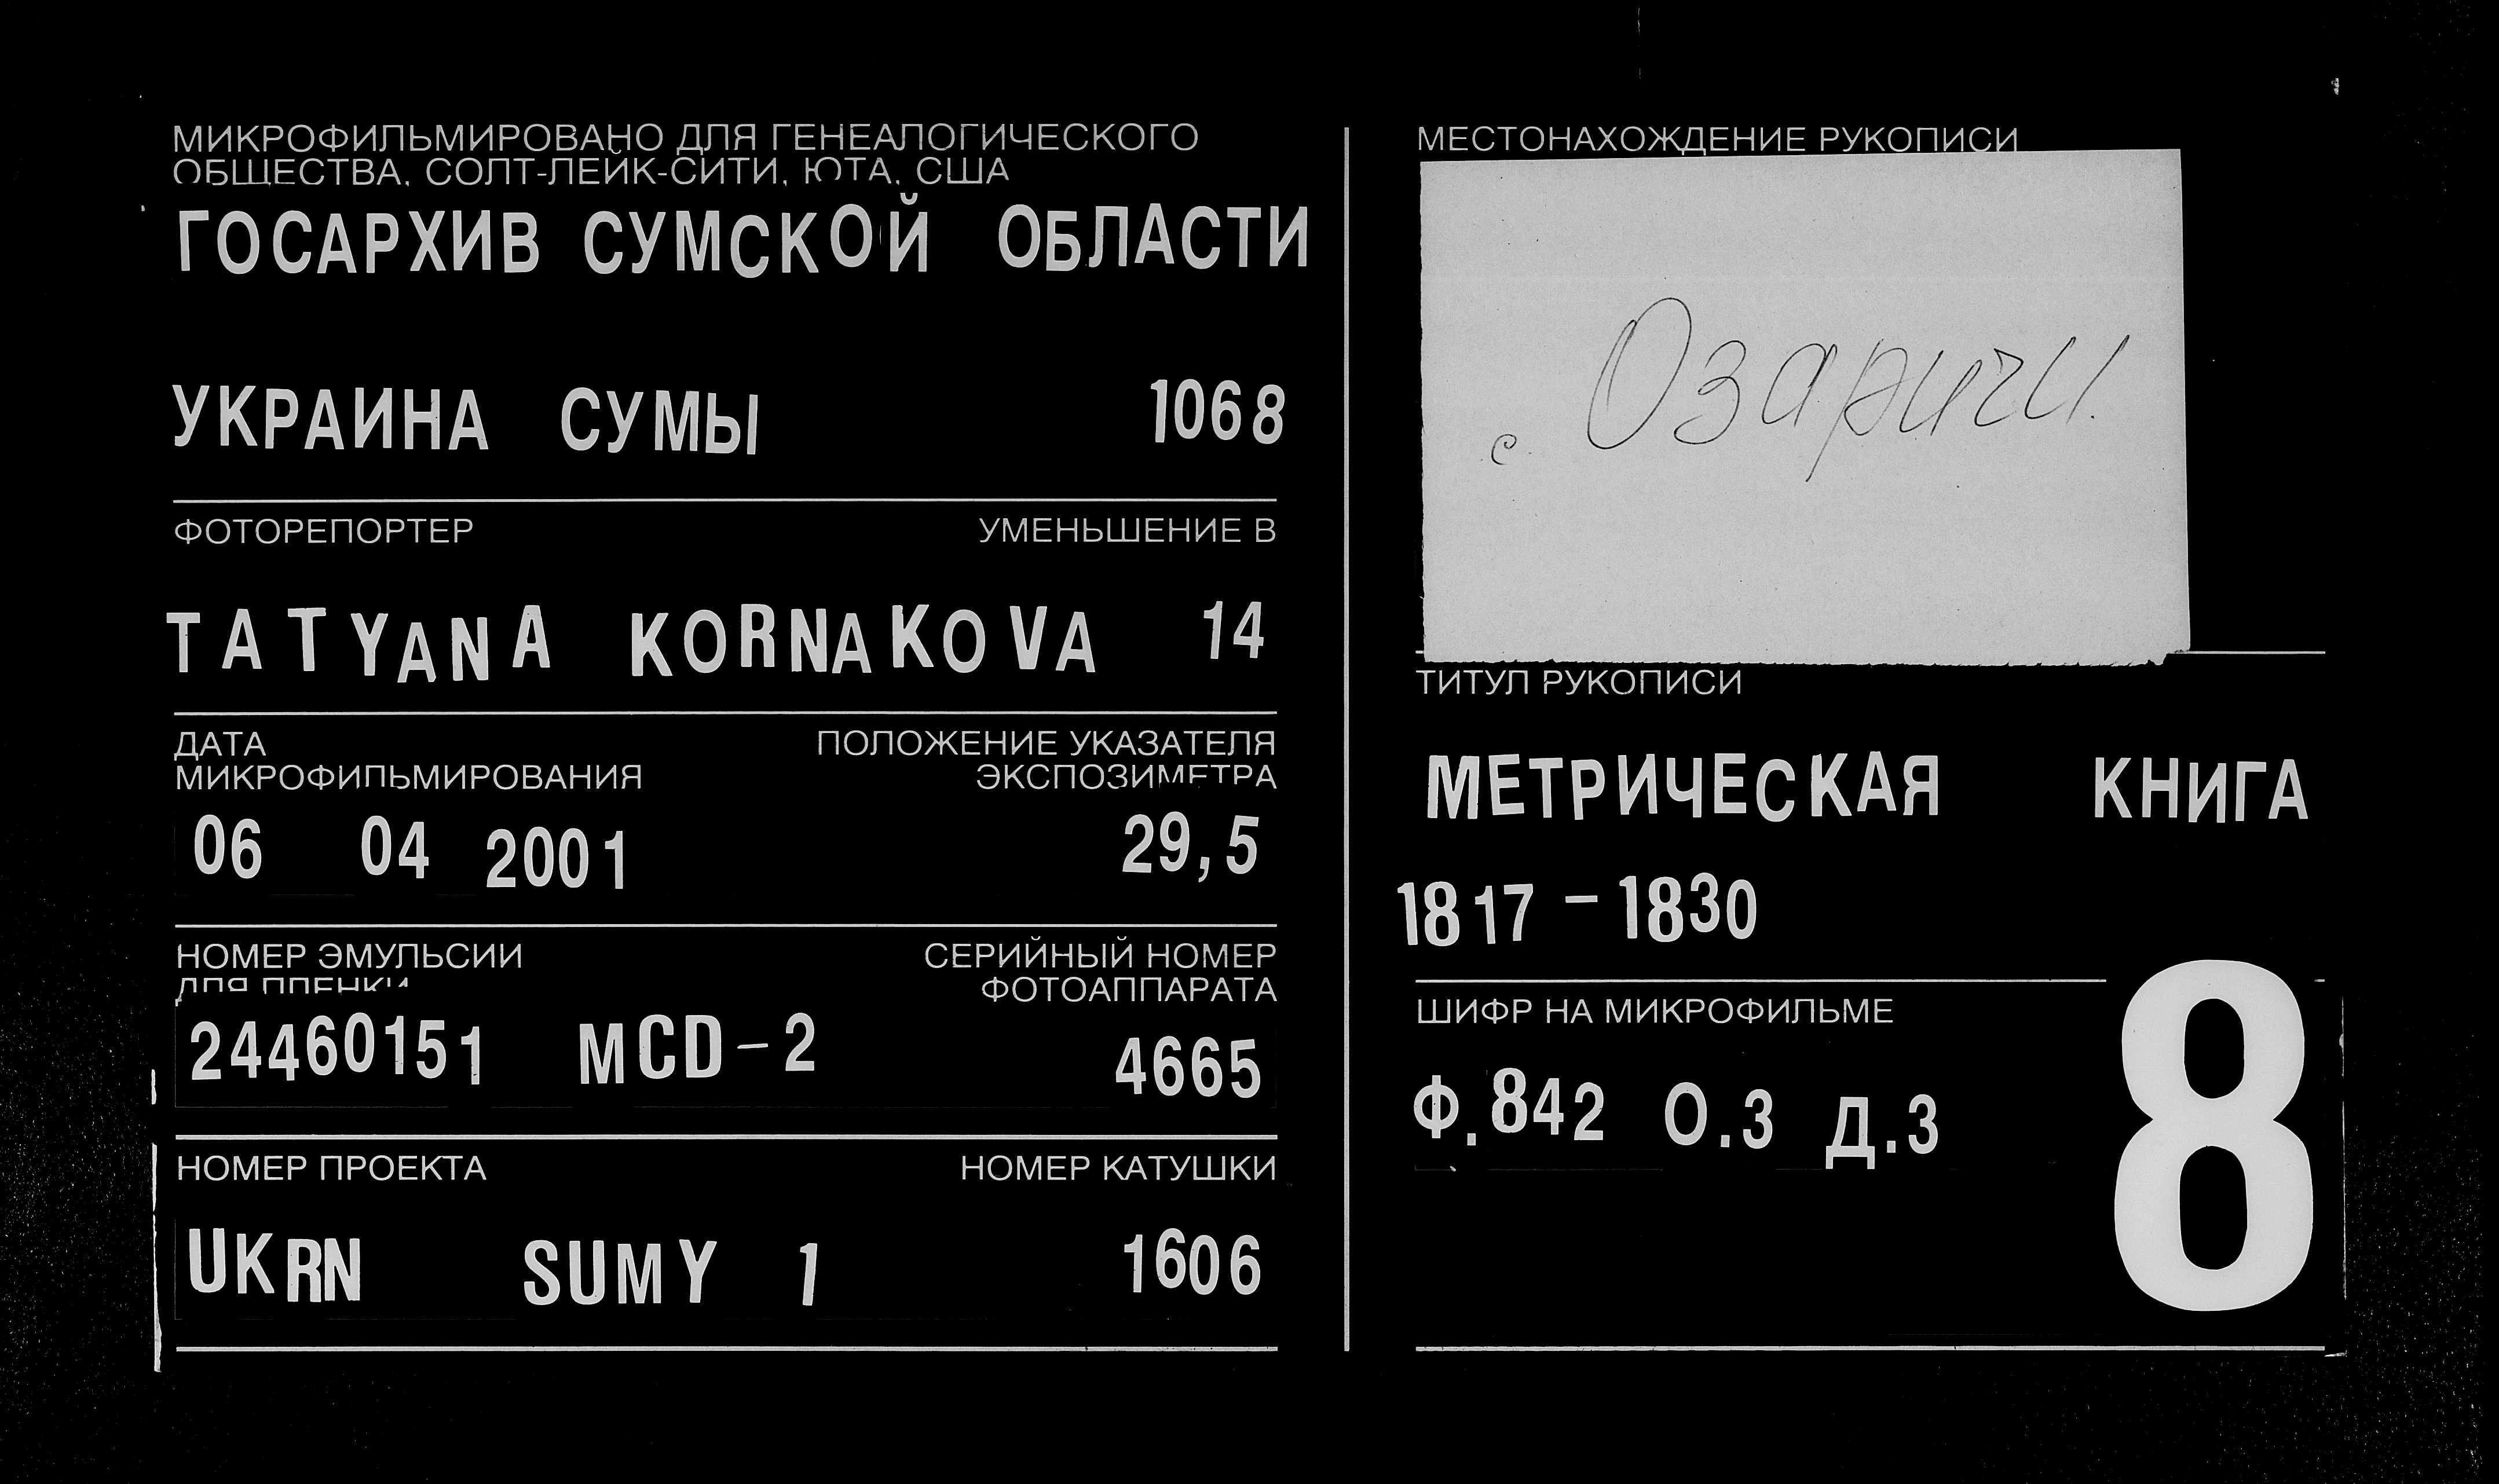 МИКРОФИЛЬМИРОВАНО ДЛЯ ГЕНЕАЛОГИЧЕСКОГО
ОБЩЕСТВА, СОЛТ-ЛЕЙК-СИТИ, ЮТА, США
ГОСАРХИВ СУМСКОЙ ОБЛАСТИ
УКРАИНА СУМЫ 1068
ФОТОРЕПОРТЕР УМЕНЬШЕНИЕ В
TATYANA KORNAKOVA 14
ДАТА ПОЛОЖЕНИЕ УКАЗАТЕЛЯ
МИКРОФИЛЬМИРОВАНИЯ ЭКСПОЗИМЕТРА
06 04 2001 29,5
НОМЕР ЭМУЛЬСИИ СЕРИЙНЫЙ НОМЕР
ДЛЯ ПЛЕНКИ ФОТОАППАРАТА
24460151 MCD-2 4665
НОМЕР ПРОЕКТА НОМЕР КАТУШКИ
UKRN SUMY 1 1606
МЕСТОНАХОЖДЕНИЕ РУКОПИСИ
с. Озаричи.
ТИТУЛ РУКОПИСИ
МЕТРИЧЕСКАЯ КНИГА
1817-1830
ШИФР НА МИКРОФИЛЬМЕ
Ф.842 О.3 Д.3
8